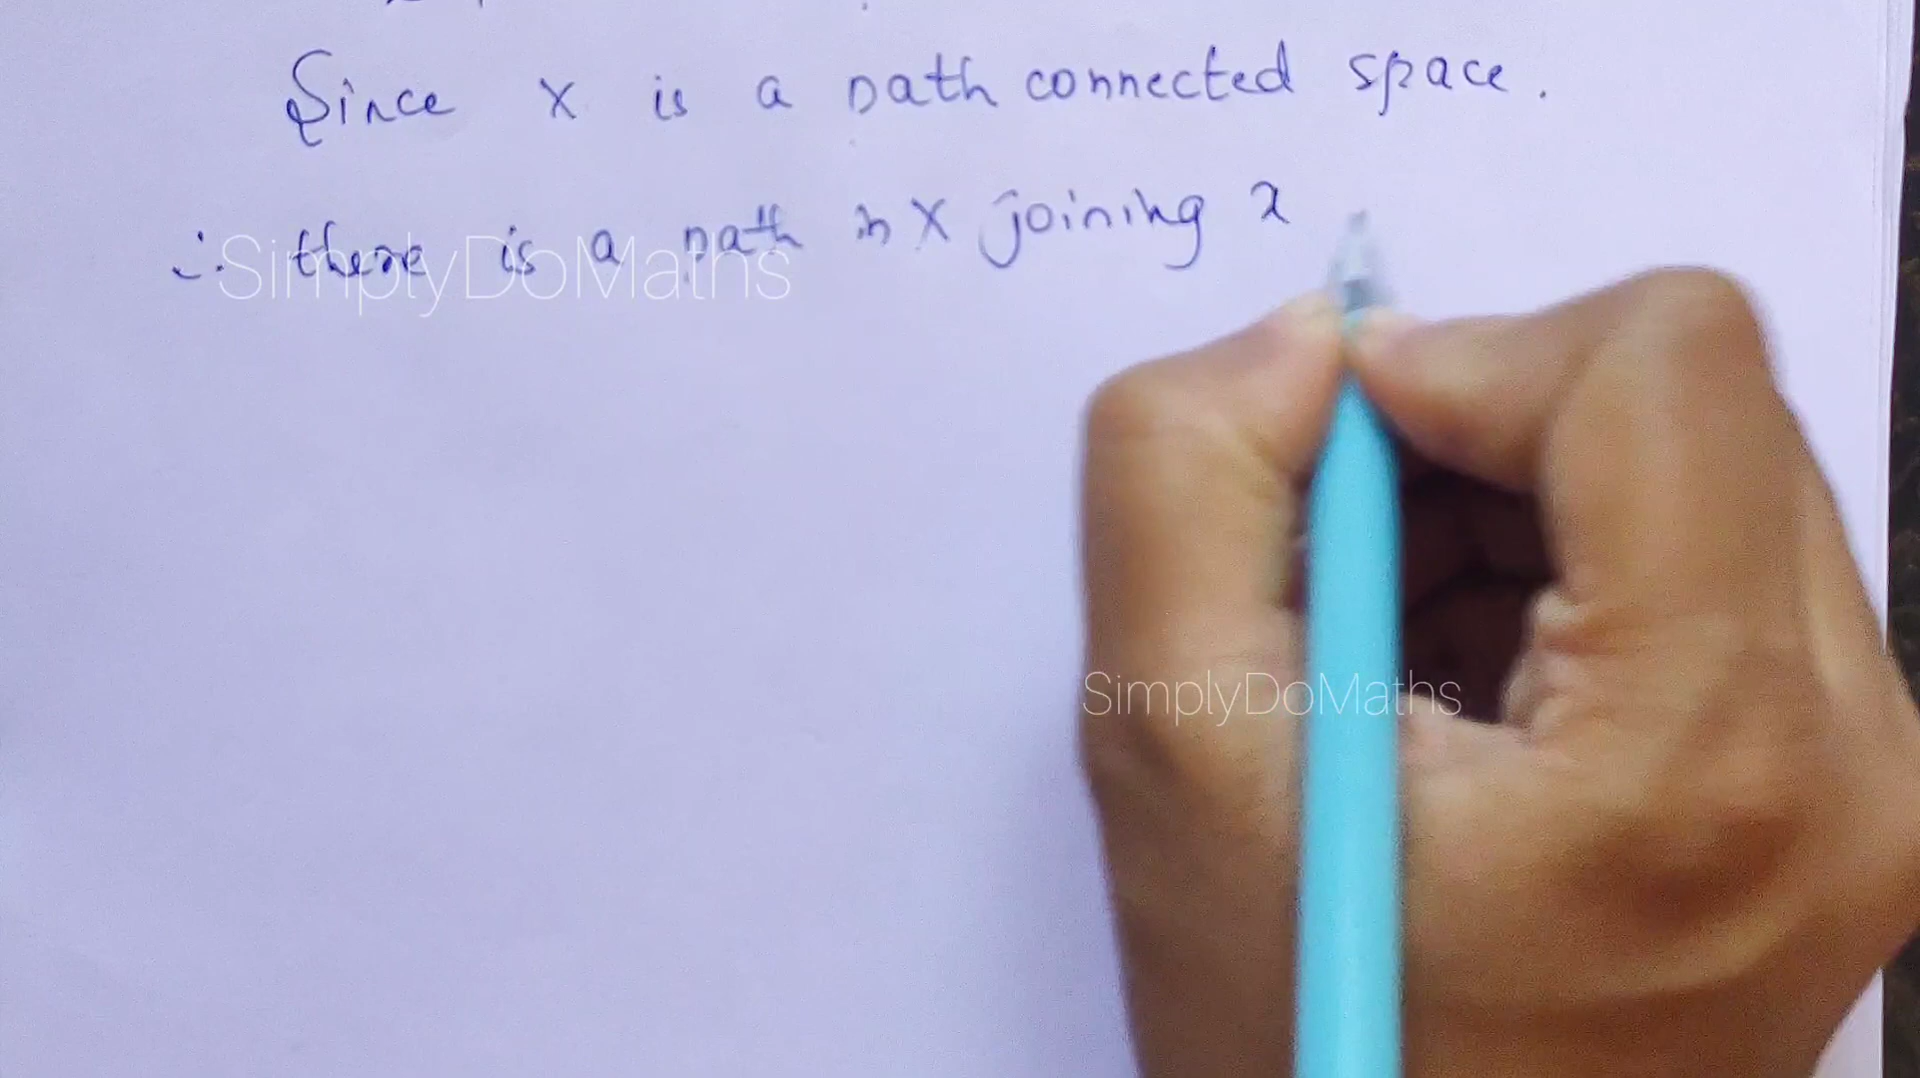 Since X is a path connected space.
∴ there is a path in X joining x
SimplyDoMaths
SimplyDoMaths